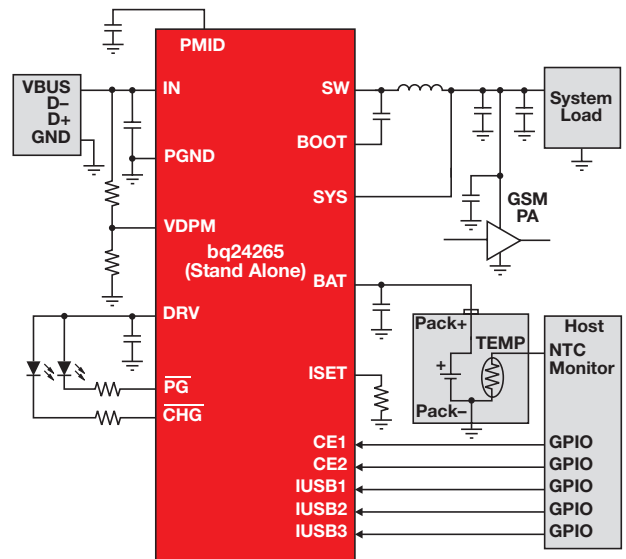 PMID
VBUS
D–
D+
GND
IN
PGND
VDPM
DRV
PG
CHG
bq24265
(Stand Alone)
SW
BOOT
SYS
BAT
ISET
CE1
CE2
IUSB1
IUSB2
IUSB3
System
Load
GSM
PA
Pack+
TEMP
+
Pack–
Host
NTC
Monitor
GPIO
GPIO
GPIO
GPIO
GPIO